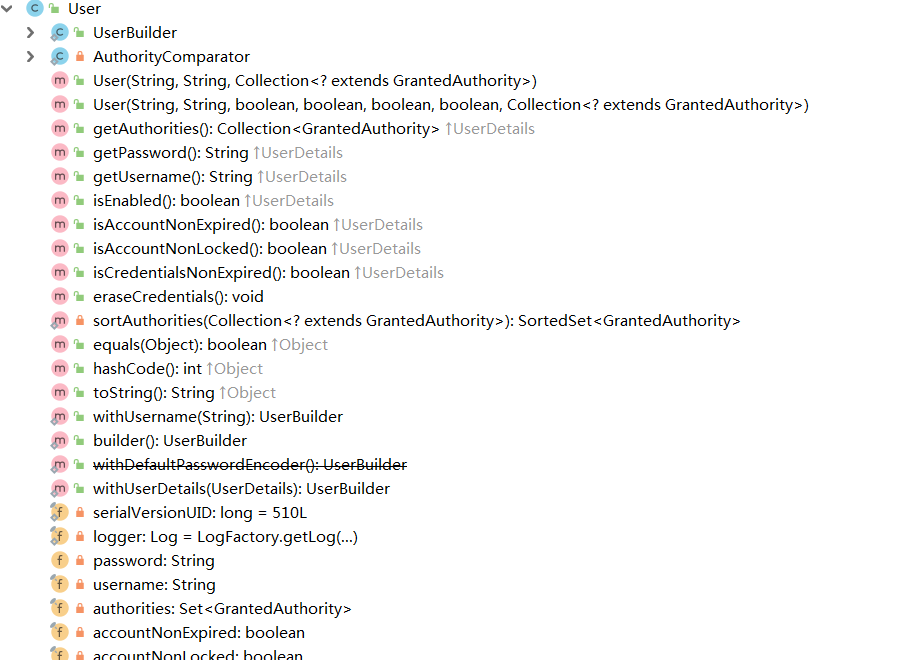 User
UserBuilder
AuthorityComparator
User(String, String, Collection<? extends GrantedAuthority>)
User(String, String, boolean, boolean, boolean, boolean, Collection<? extends GrantedAuthority>)
getAuthorities(): Collection<GrantedAuthority> ↑UserDetails
getPassword(): String ↑UserDetails
getUsername(): String ↑UserDetails
isEnabled(): boolean ↑UserDetails
isAccountNonExpired(): boolean ↑UserDetails
isAccountNonLocked(): boolean ↑UserDetails
isCredentialsNonExpired(): boolean ↑UserDetails
eraseCredentials(): void
sortAuthorities(Collection<? extends GrantedAuthority>): SortedSet<GrantedAuthority>
equals(Object): boolean ↑Object
hashCode(): int ↑Object
toString(): String ↑Object
withUsername(String): UserBuilder
builder(): UserBuilder
withDefaultPasswordEncoder(): UserBuilder
withUserDetails(UserDetails): UserBuilder
serialVersionUID: long = 510L
logger: Log = LogFactory.getLog(...)
password: String
username: String
authorities: Set<GrantedAuthority>
accountNonExpired: boolean
accountNonLocked: boolean